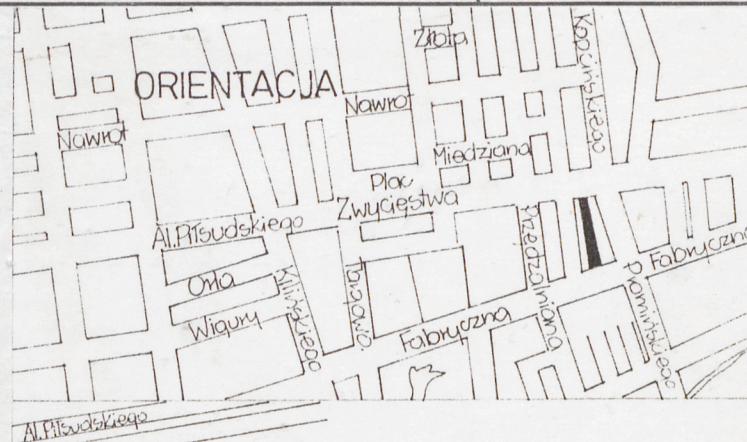 Złota
Kopcińskiego
ORIENTACJA
Nawrot
Nawrot
Miedziana
Plac
Zwycięstwa
Al.Piłsudskiego
Przędzalniana
Fabryczna
Orla
Kilińskiego
Targowa
Wigury
Fabryczna
Al.Piłsudskiego